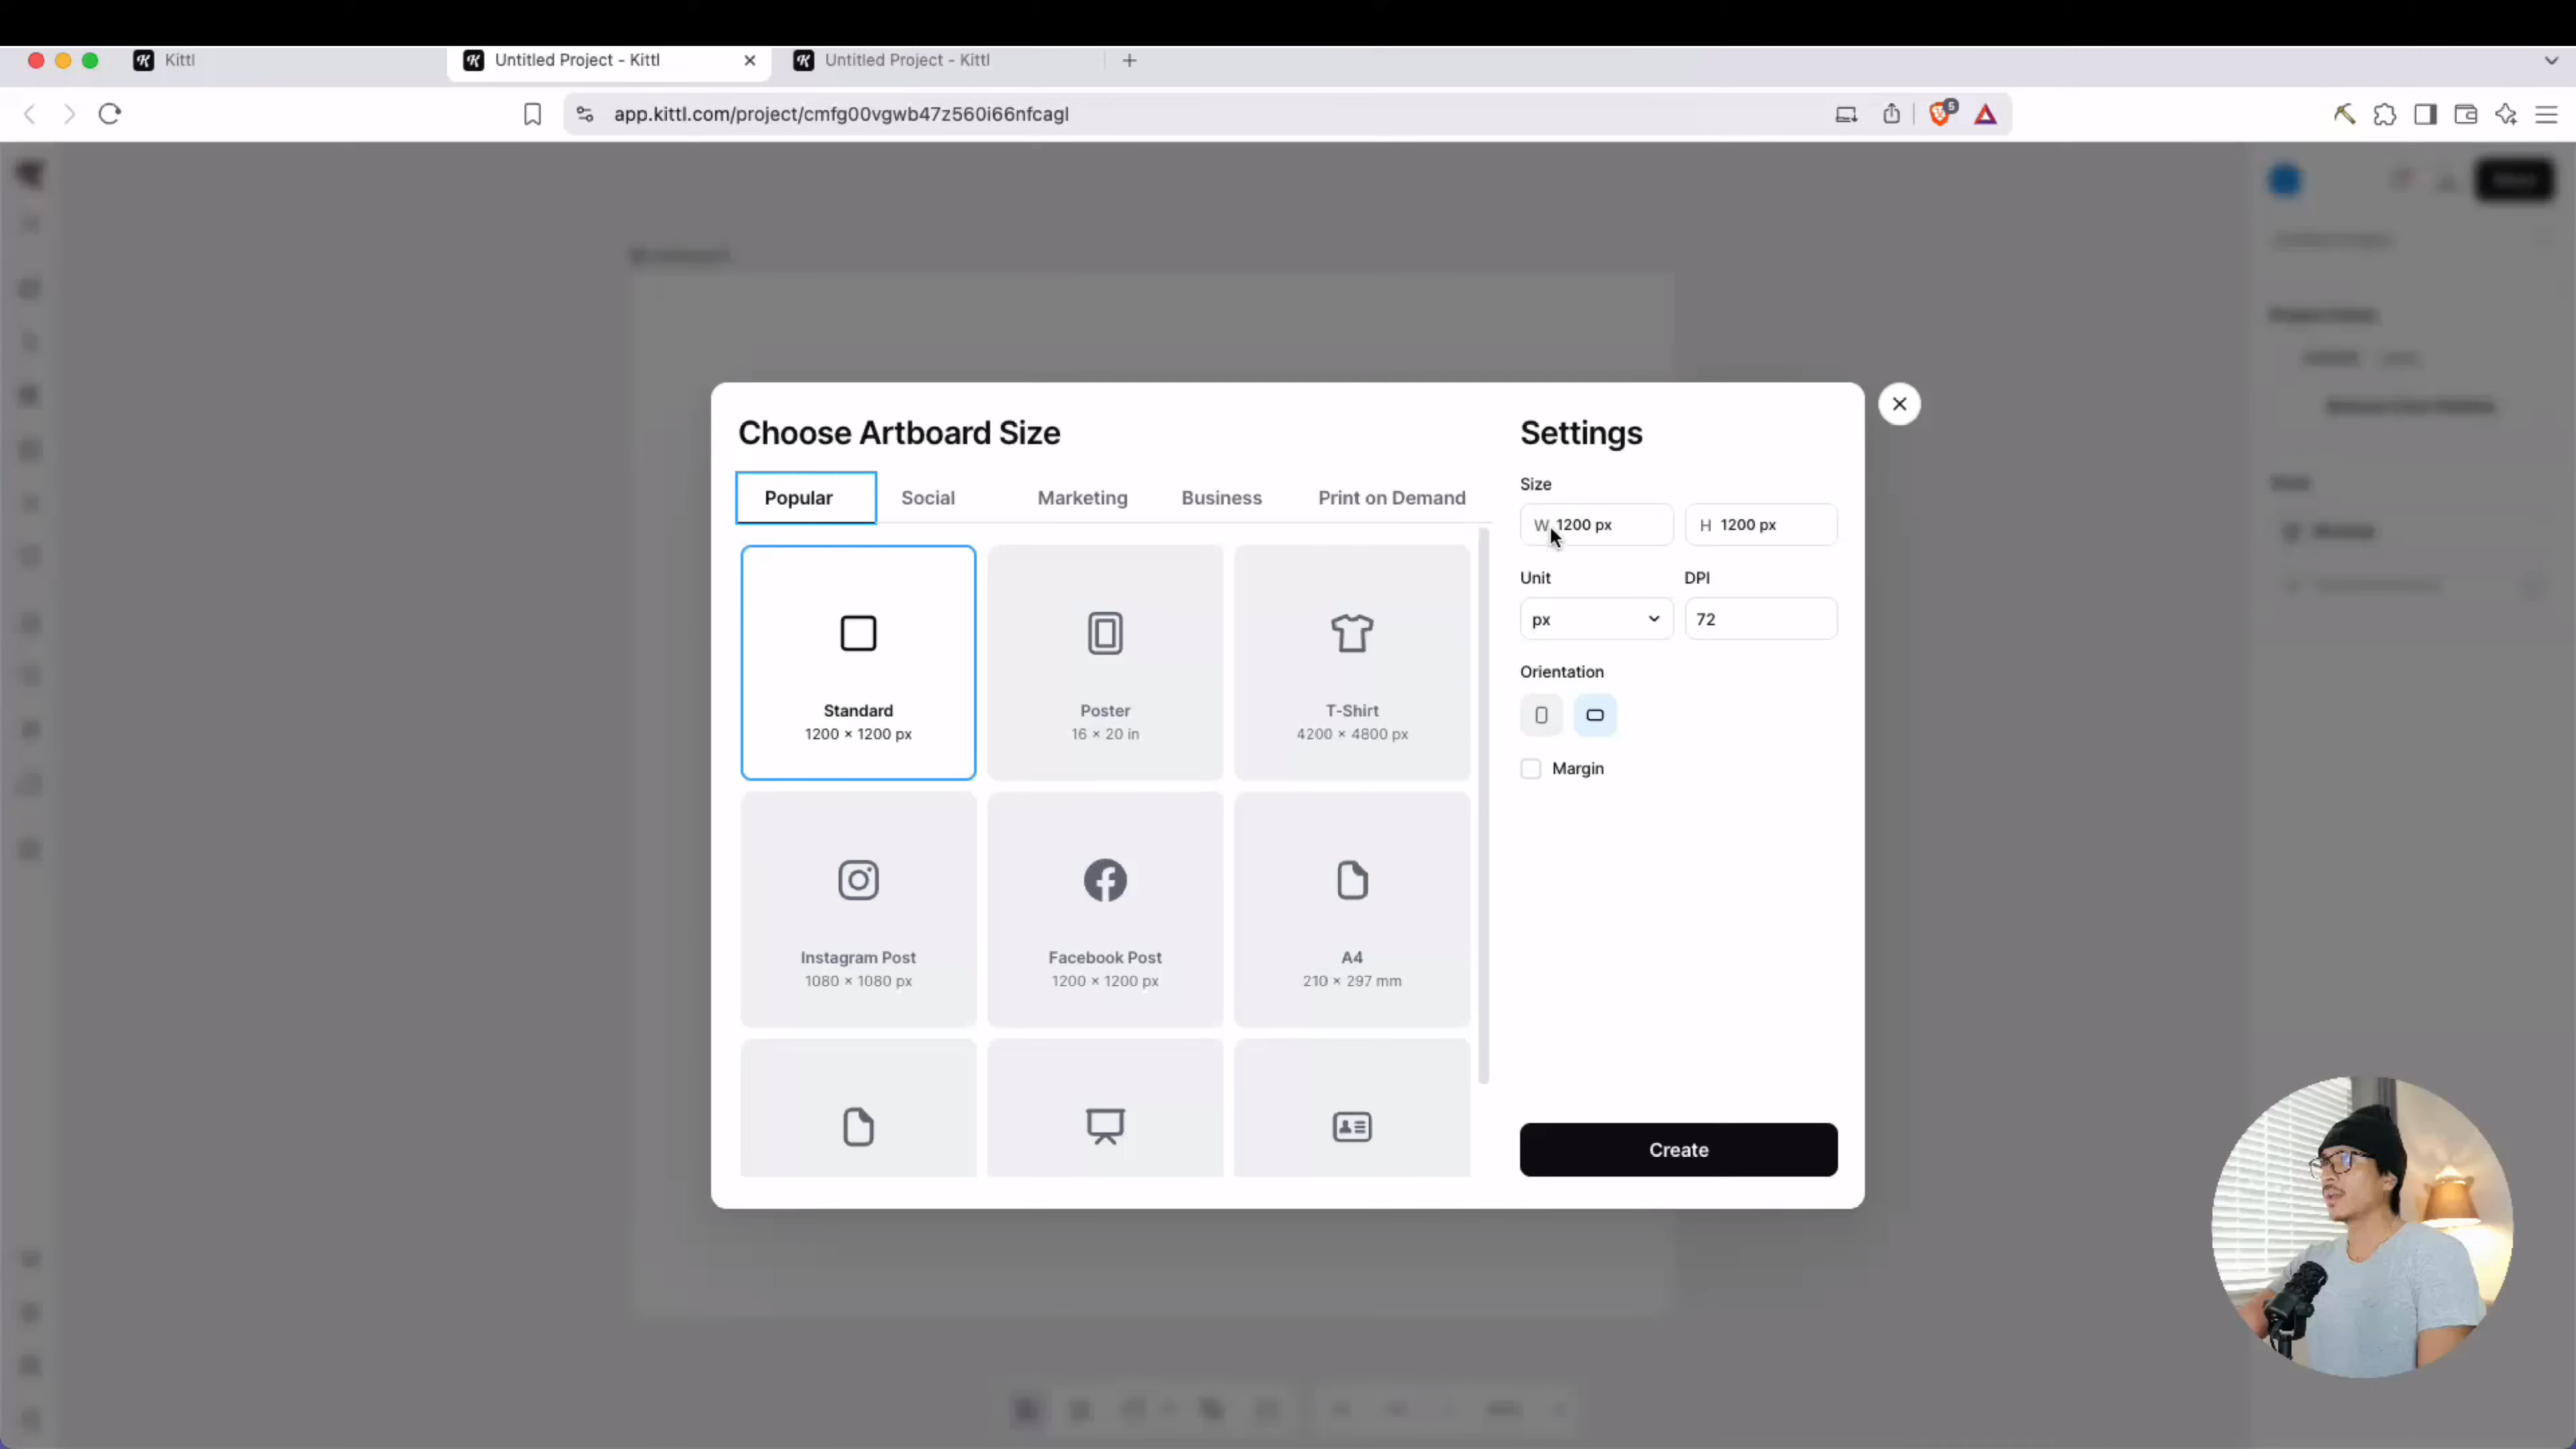 Kittl
Untitled Project - Kittl
Untitled Project - Kittl
app.kittl.com/project/cmfg00vgwb47z560i66nfcagl
5
Choose Artboard Size
Popular
Social
Marketing
Business
Print on Demand
Standard
1200 × 1200 px
Poster
16 × 20 in
T-Shirt
4200 × 4800 px
Instagram Post
1080 × 1080 px
Facebook Post
1200 × 1200 px
A4
210 × 297 mm
Settings
Size
W 1200 px
H 1200 px
Unit
DPI
px
72
Orientation
Margin
Create